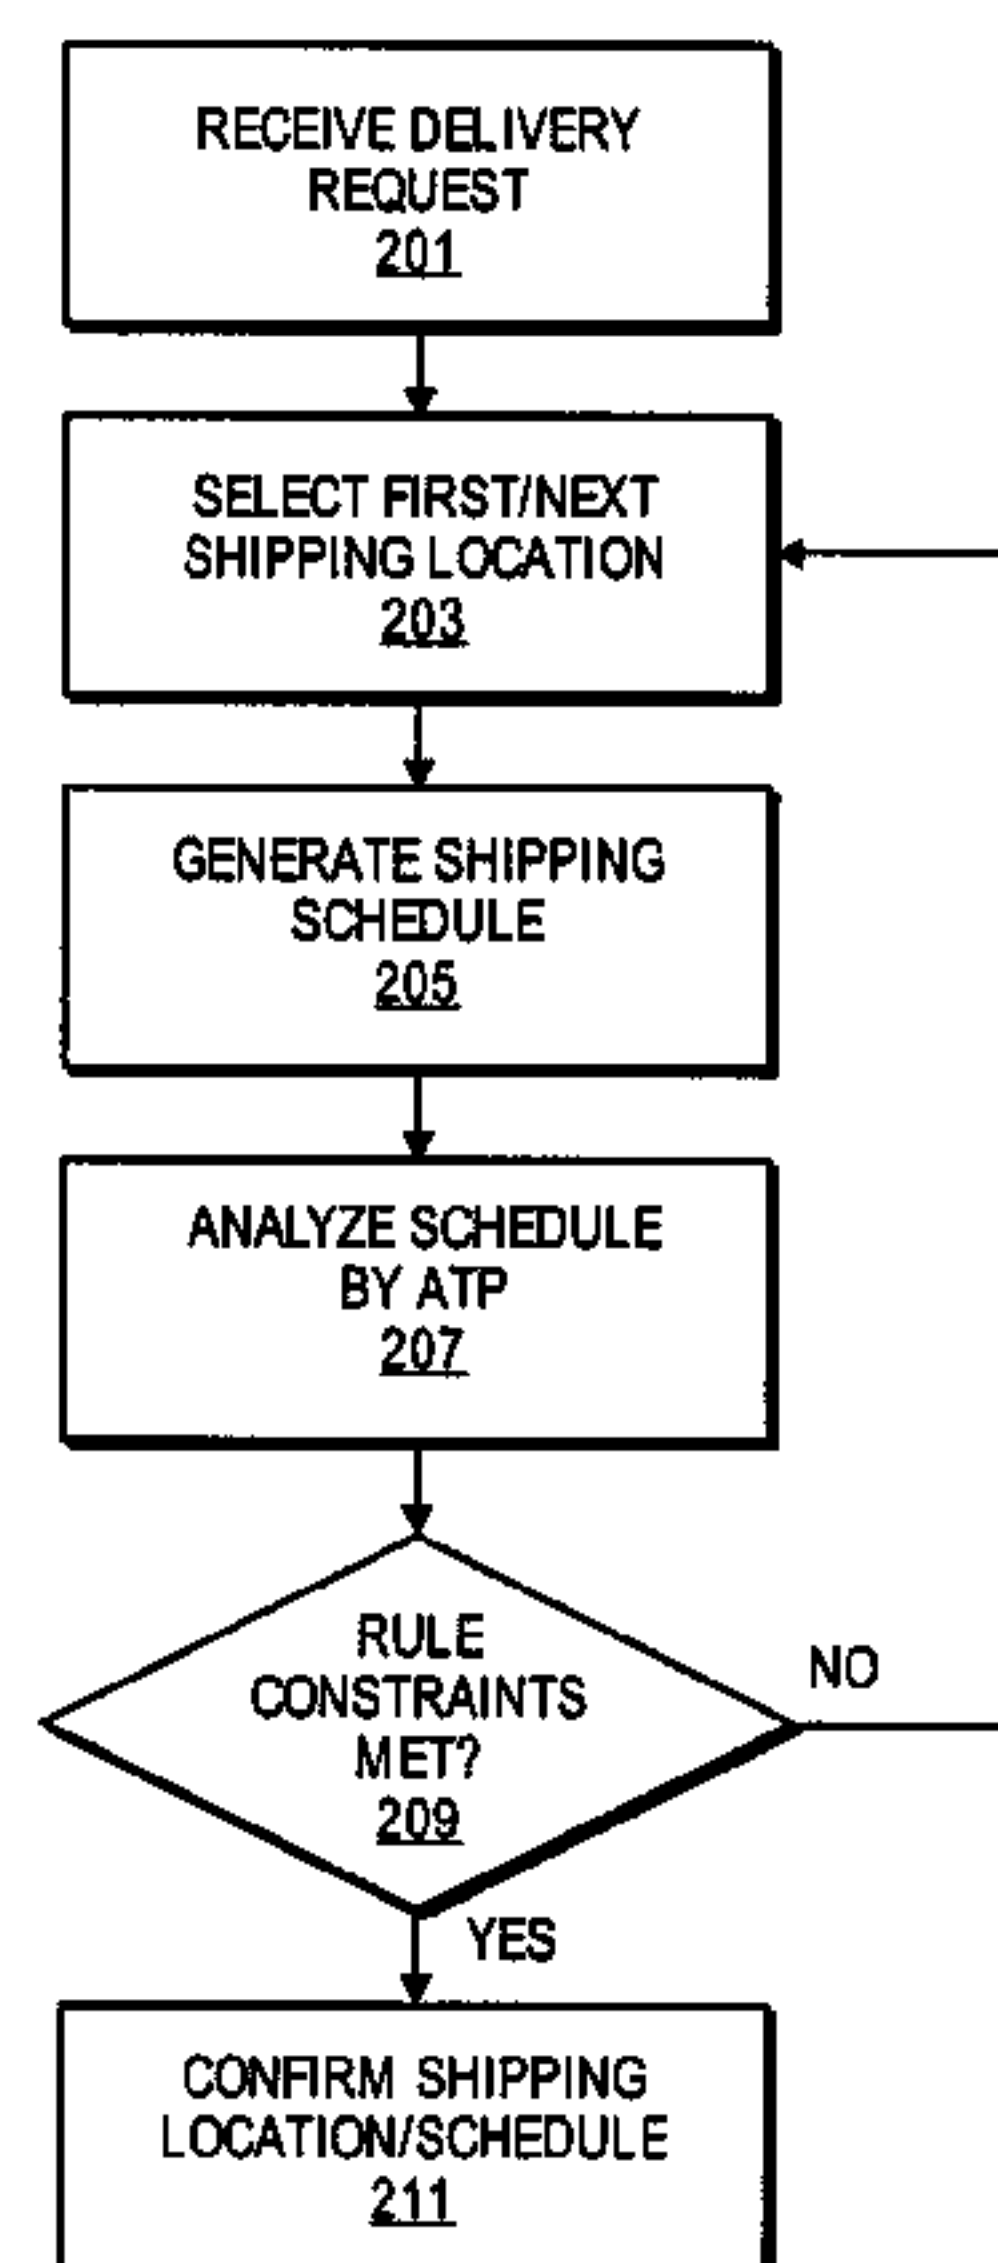 RECEIVE DELIVERY
REQUEST
201
SELECT FIRST/NEXT
SHIPPING LOCATION
203
GENERATE SHIPPING
SCHEDULE
205
ANALYZE SCHEDULE
BY ATP
207
RULE
CONSTRAINTS
MET?
209
NO
YES
CONFIRM SHIPPING
LOCATION/SCHEDULE
211